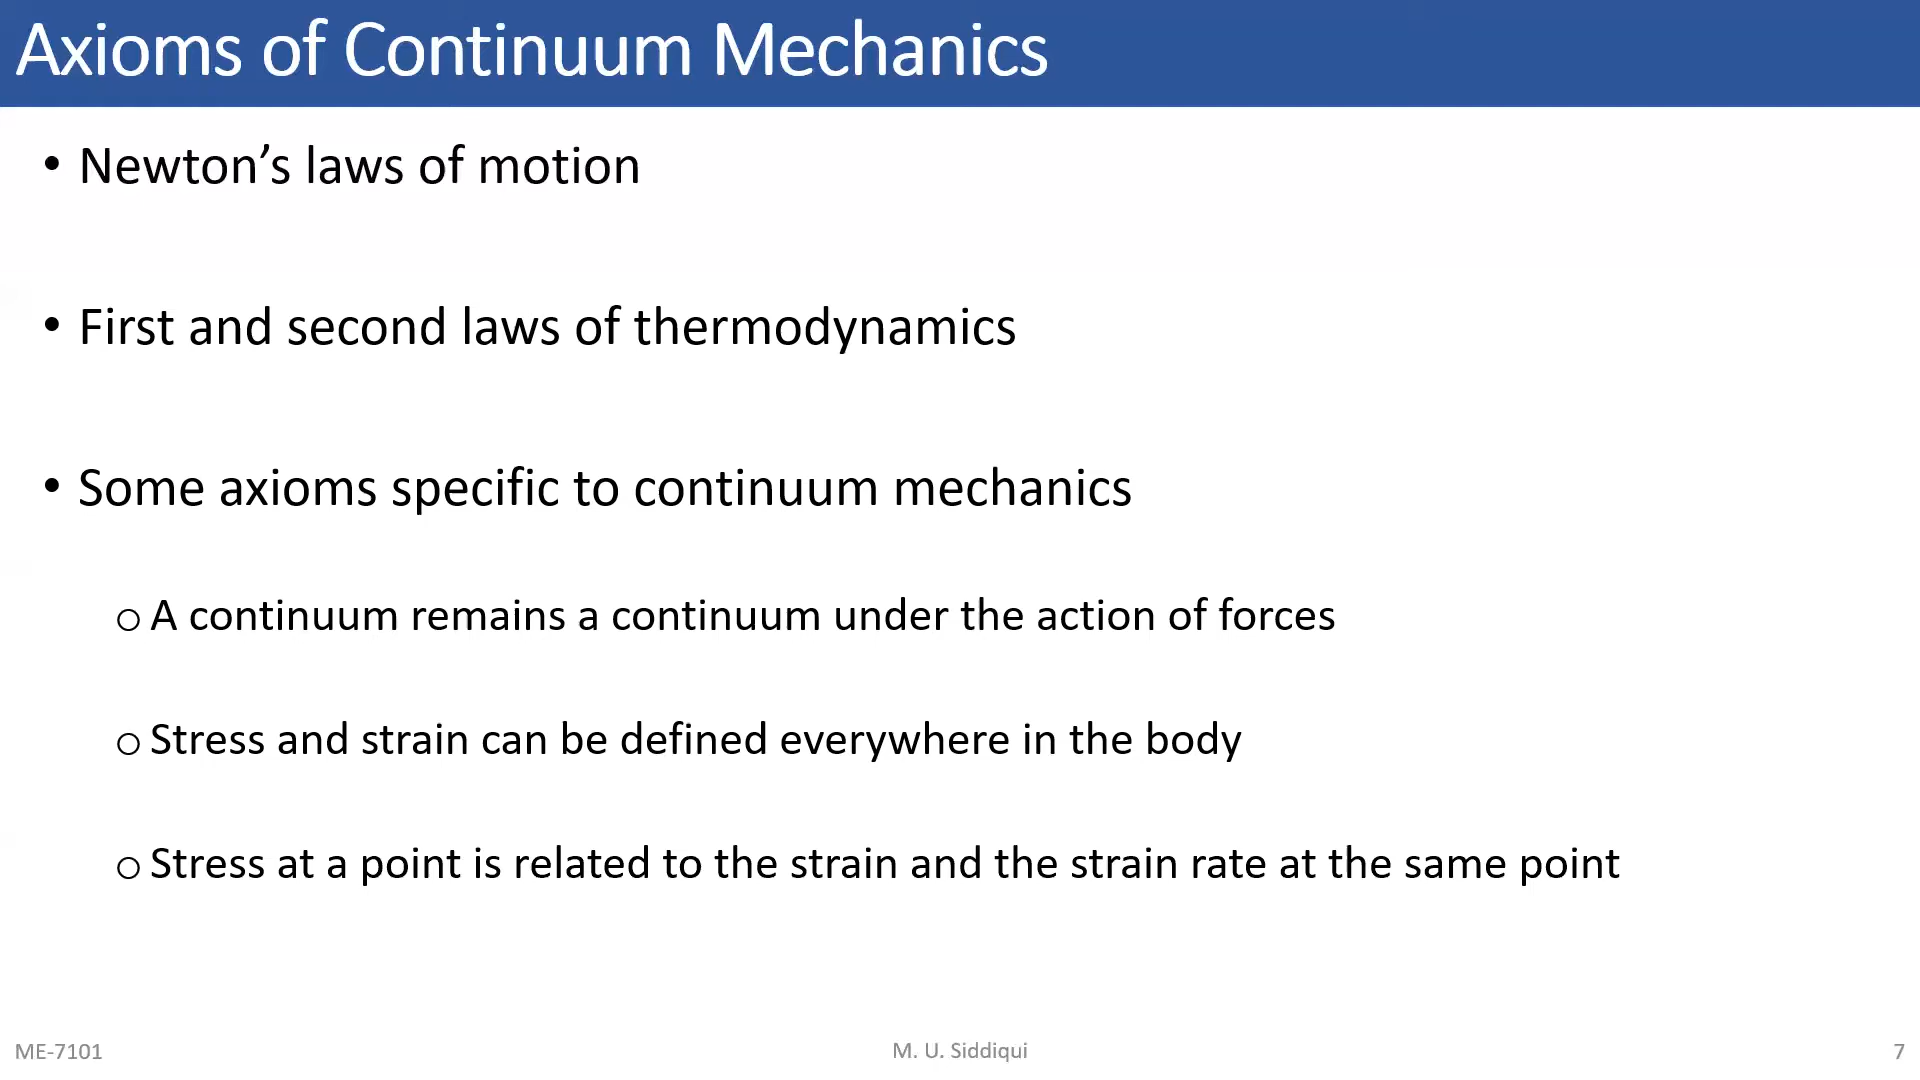 Axioms of Continuum Mechanics
• Newton’s laws of motion
• First and second laws of thermodynamics
• Some axioms specific to continuum mechanics
o A continuum remains a continuum under the action of forces
o Stress and strain can be defined everywhere in the body
o Stress at a point is related to the strain and the strain rate at the same point
ME-7101
M. U. Siddiqui
7